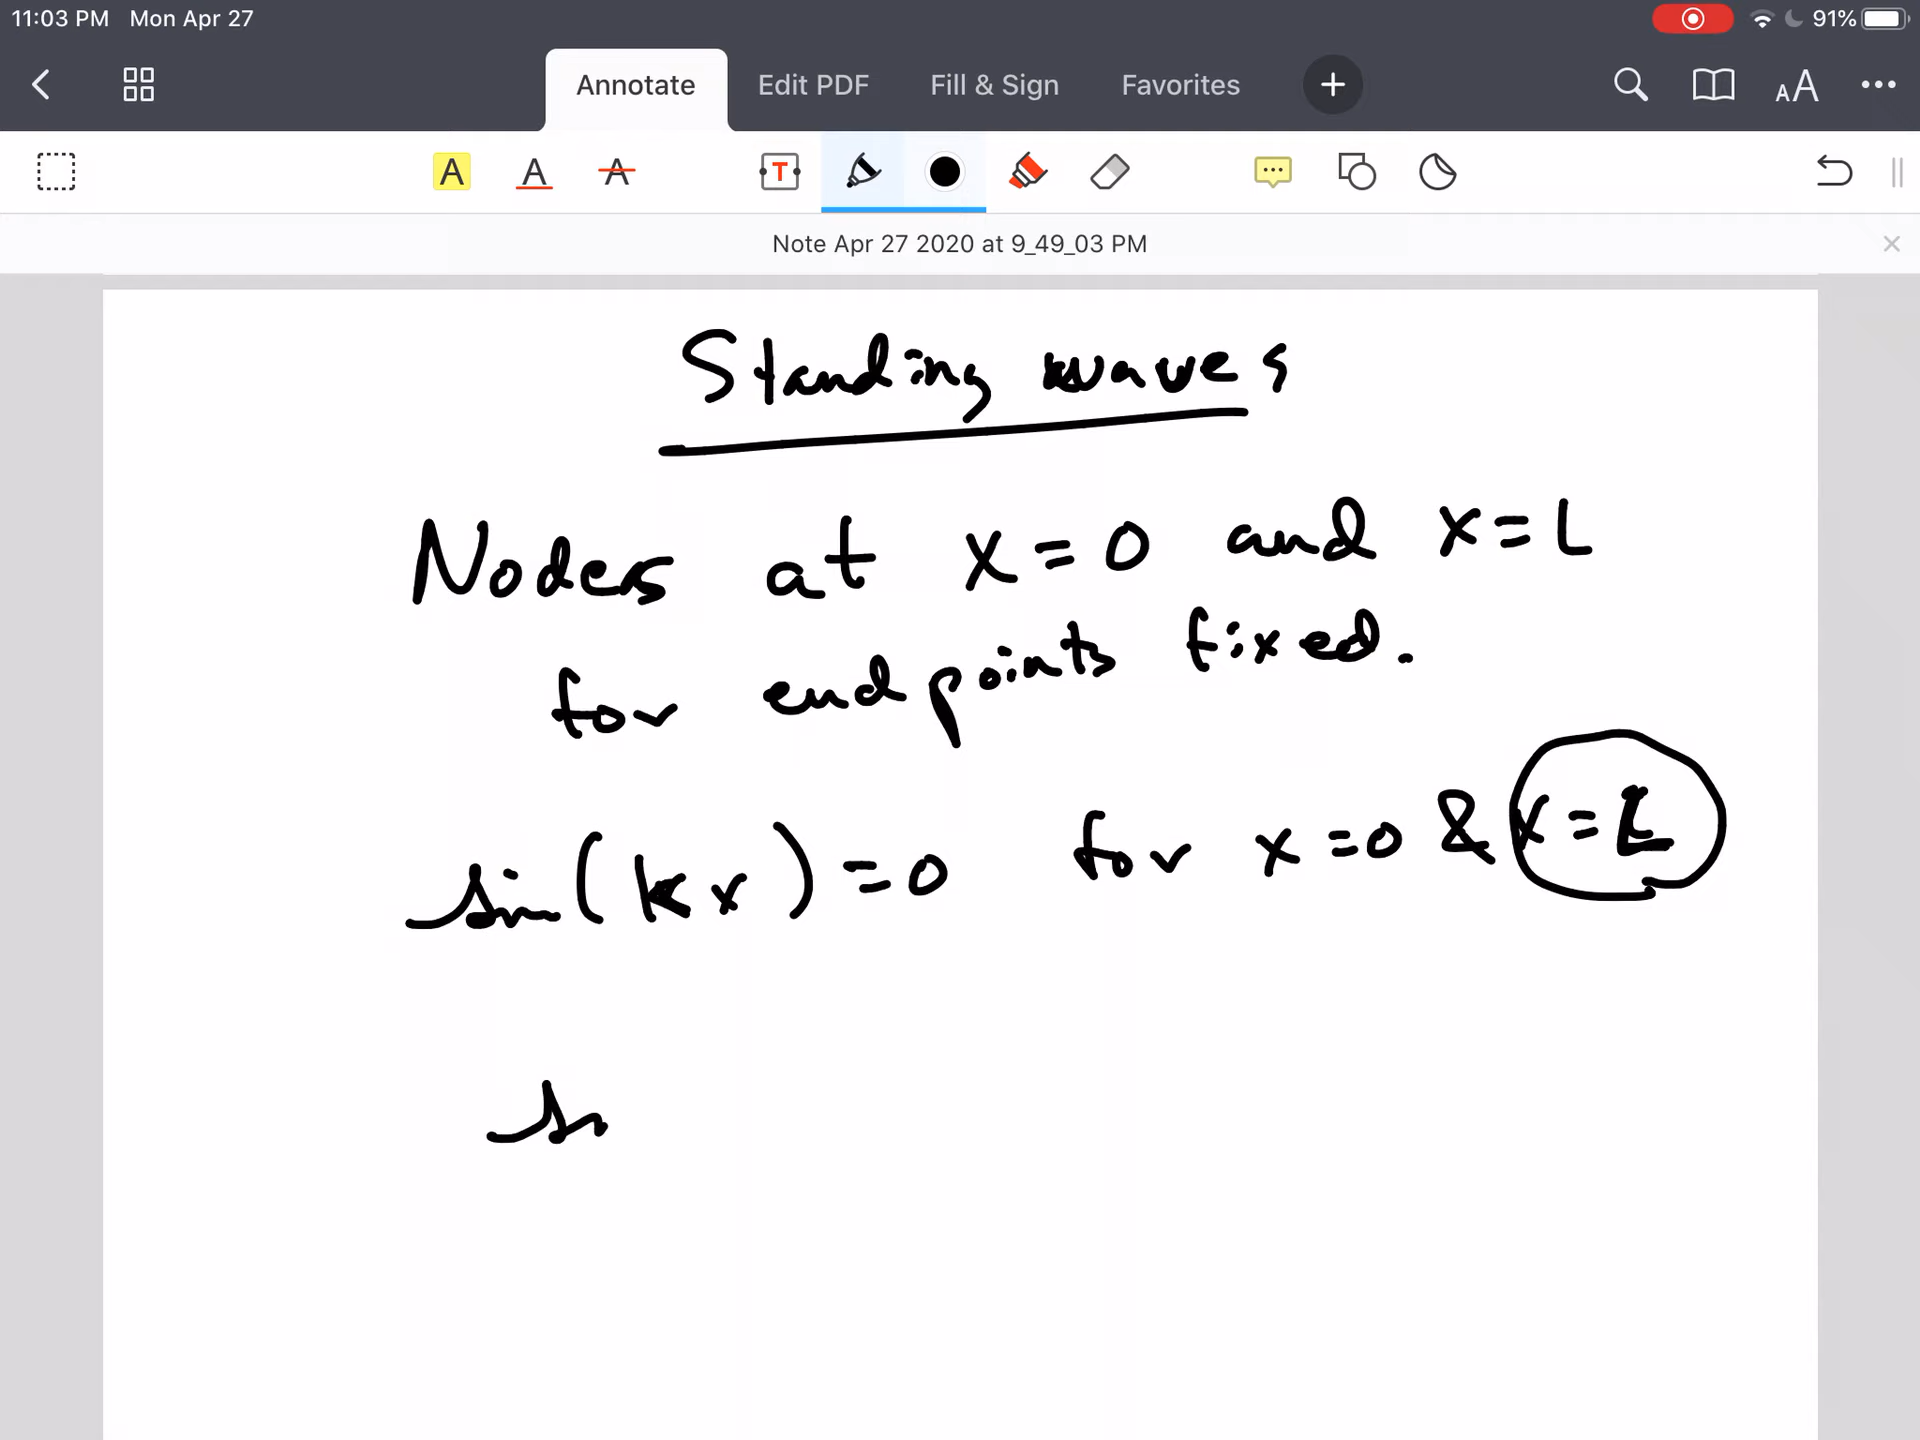 11:03 PM Mon Apr 27 91%
Annotate Edit PDF Fill & Sign Favorites
Note Apr 27 2020 at 9_49_03 PM
Standing waves
Nodes at x=0 and x=L
for endpoints fixed.
sin(kx)=0 for x=0 & x=L